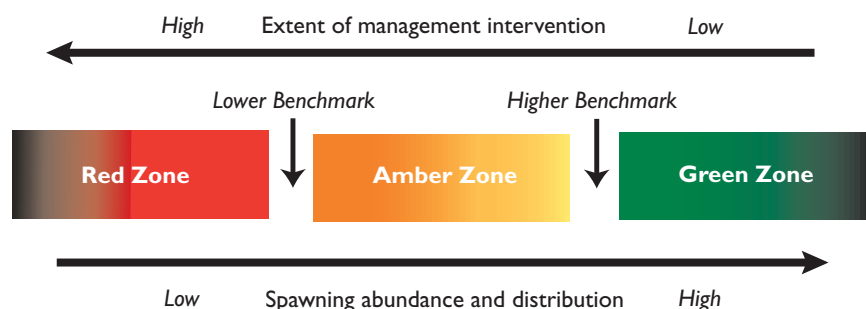 High Extent of management intervention Low
Lower Benchmark Higher Benchmark
Red Zone Amber Zone Green Zone
Low Spawning abundance and distribution High